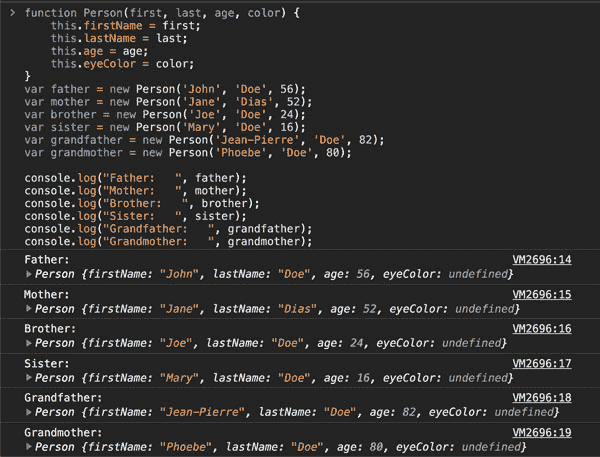 > function Person(first, last, age, color) {
    this.firstName = first;
    this.lastName = last;
    this.age = age;
    this.eyeColor = color;
}
var father = new Person('John', 'Doe', 56);
var mother = new Person('Jane', 'Dias', 52);
var brother = new Person('Joe', 'Doe', 24);
var sister = new Person('Mary', 'Doe', 16);
var grandfather = new Person('Jean-Pierre', 'Doe', 82);
var grandmother = new Person('Phoebe', 'Doe', 80);

console.log("Father:   ", father);
console.log("Mother:   ", mother);
console.log("Brother:   ", brother);
console.log("Sister:   ", sister);
console.log("Grandfather:   ", grandfather);
console.log("Grandmother:   ", grandmother);
Father: VM2696:14
▶ Person {firstName: "John", lastName: "Doe", age: 56, eyeColor: undefined}
Mother: VM2696:15
▶ Person {firstName: "Jane", lastName: "Dias", age: 52, eyeColor: undefined}
Brother: VM2696:16
▶ Person {firstName: "Joe", lastName: "Doe", age: 24, eyeColor: undefined}
Sister: VM2696:17
▶ Person {firstName: "Mary", lastName: "Doe", age: 16, eyeColor: undefined}
Grandfather: VM2696:18
▶ Person {firstName: "Jean-Pierre", lastName: "Doe", age: 82, eyeColor: undefined}
Grandmother: VM2696:19
▶ Person {firstName: "Phoebe", lastName: "Doe", age: 80, eyeColor: undefined}